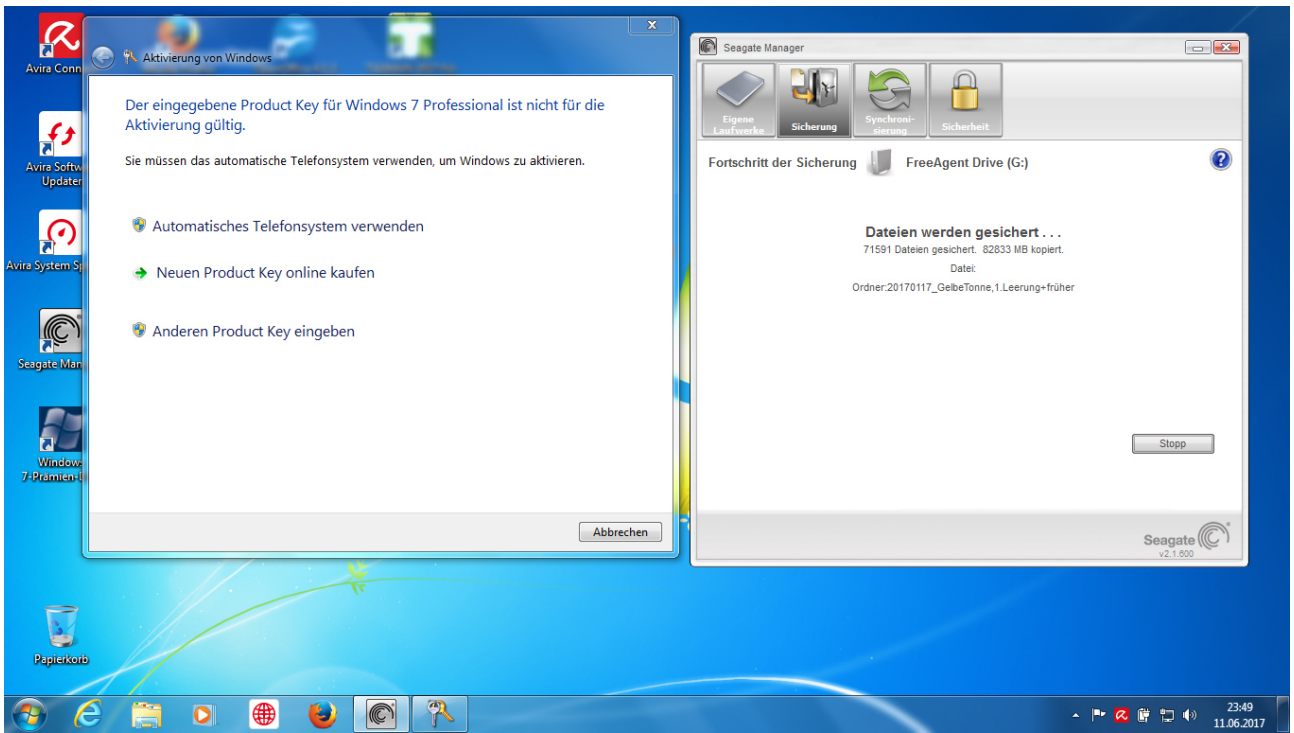 Avira Conn
Avira Softw
Updater
Avira System Sp
Seagate Man
Window
7-Prämien-
Papierkorb
Aktivierung von Windows
x
Der eingegebene Product Key für Windows 7 Professional ist nicht für die
Aktivierung gültig.
Sie müssen das automatische Telefonsystem verwenden, um Windows zu aktivieren.
Automatisches Telefonsystem verwenden
Neuen Product Key online kaufen
Anderen Product Key eingeben
Abbrechen
Seagate Manager
Eigene
Laufwerke
Sicherung
Synchroni-
sierung
Sicherheit
Fortschritt der Sicherung FreeAgent Drive (G:)
?
Dateien werden gesichert . . .
71591 Dateien gesichert. 82833 MB kopiert.
Datei:
Ordner:20170117_GelbeTonne,1.Leerung+früher
Stopp
Seagate
v2.1.600
23:49
11.06.2017